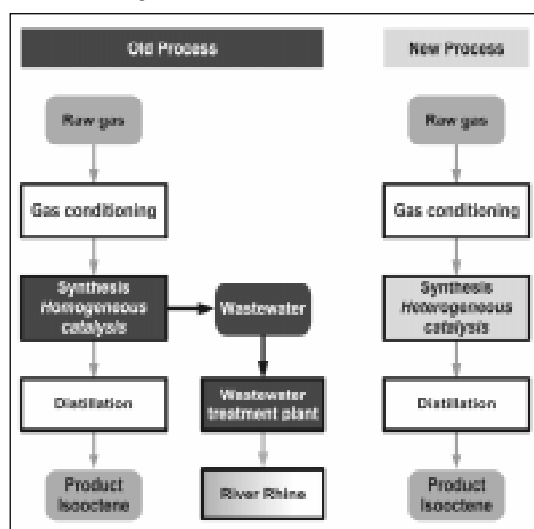 Old Process
Raw gas
Gas conditioning
Synthesis
Homogeneous
catalysis
Wastewater
Distillation
Wastewater
treatment plant
Product
Isooctene
River Rhine
New Process
Raw gas
Gas conditioning
Synthesis
Heterogeneous
catalysis
Distillation
Product
Isooctene